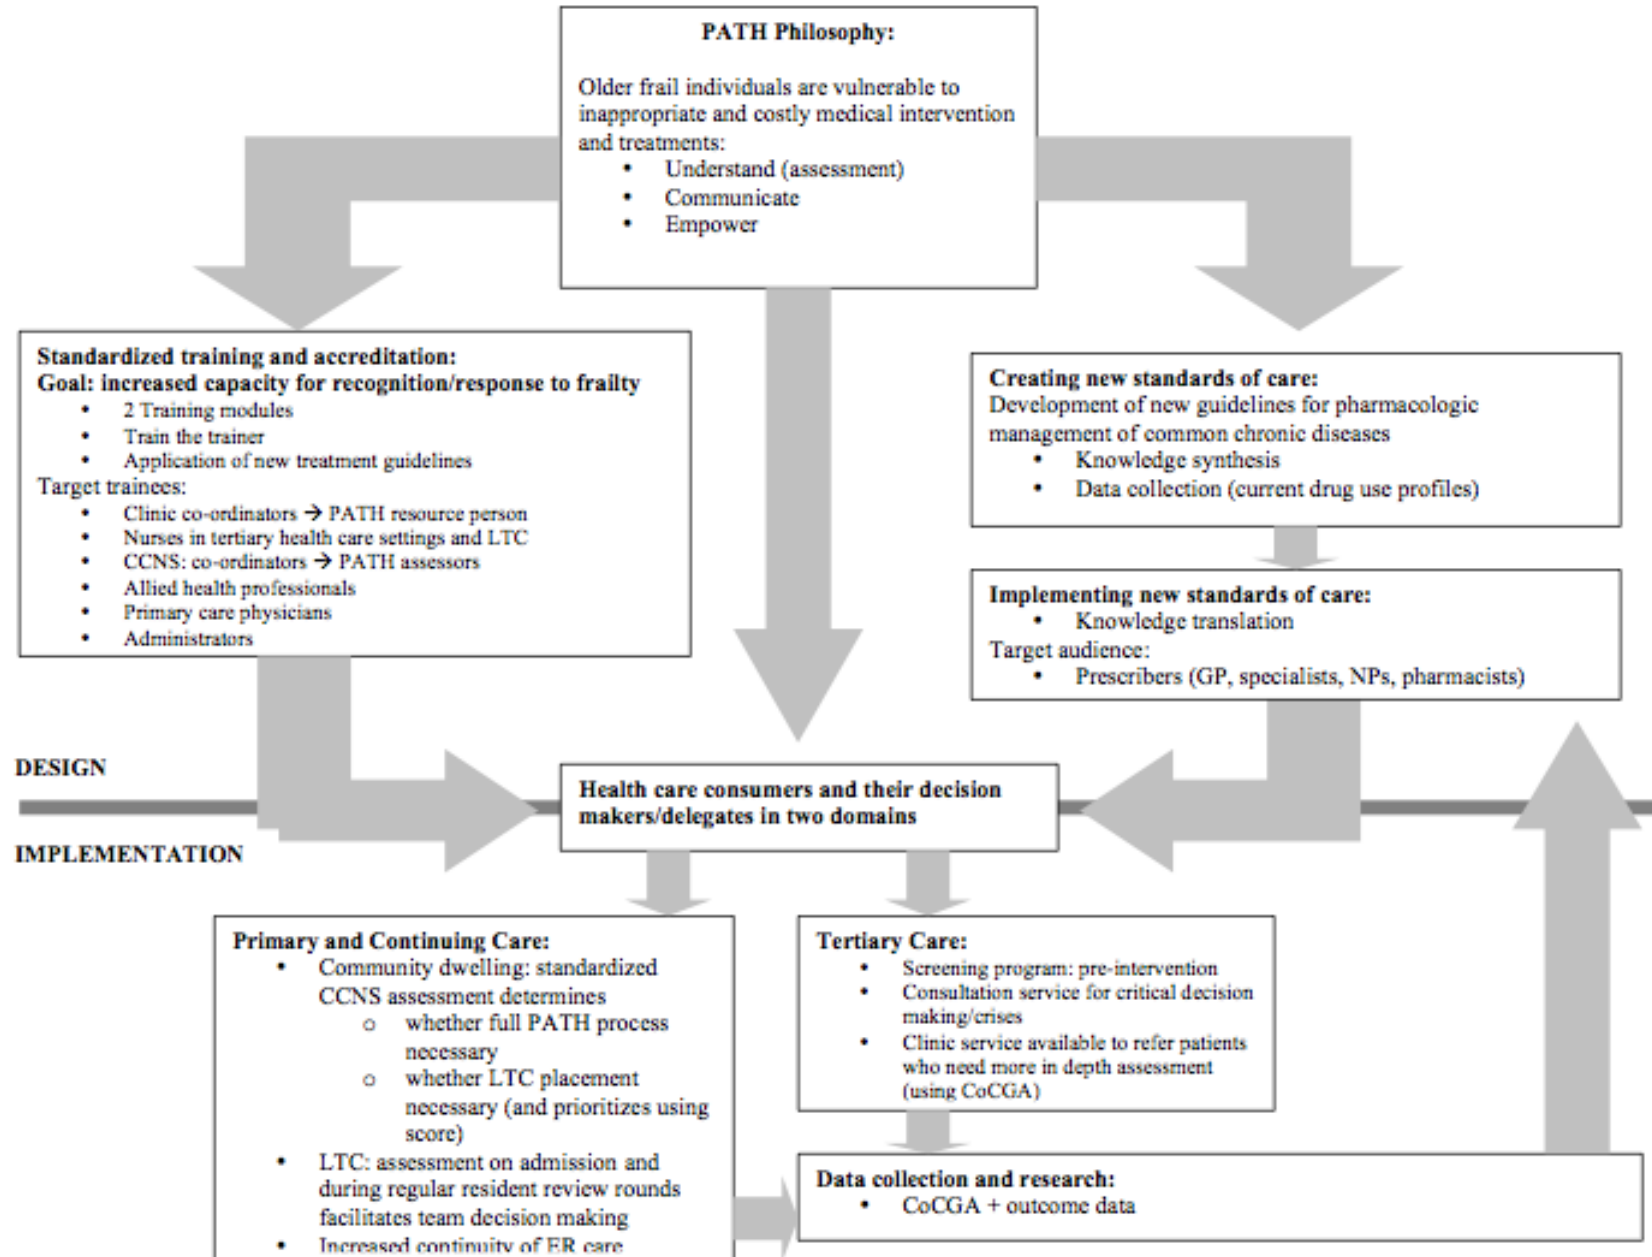 PATH Philosophy:
Older frail individuals are vulnerable to
inappropriate and costly medical intervention
and treatments:
• Understand (assessment)
• Communicate
• Empower
Standardized training and accreditation:
Goal: increased capacity for recognition/response to frailty
• 2 Training modules
• Train the trainer
• Application of new treatment guidelines
Target trainees:
• Clinic co-ordinators → PATH resource person
• Nurses in tertiary health care settings and LTC
• CCNS: co-ordinators → PATH assessors
• Allied health professionals
• Primary care physicians
• Administrators
Creating new standards of care:
Development of new guidelines for pharmacologic
management of common chronic diseases
• Knowledge synthesis
• Data collection (current drug use profiles)
Implementing new standards of care:
• Knowledge translation
Target audience:
• Prescribers (GP, specialists, NPs, pharmacists)
DESIGN
IMPLEMENTATION
Health care consumers and their decision
makers/delegates in two domains
Primary and Continuing Care:
• Community dwelling: standardized
CCNS assessment determines
o whether full PATH process
necessary
o whether LTC placement
necessary (and prioritizes using
score)
• LTC: assessment on admission and
during regular resident review rounds
facilitates team decision making
• Increased continuity of ER care
Tertiary Care:
• Screening program: pre-intervention
• Consultation service for critical decision
making/crises
• Clinic service available to refer patients
who need more in depth assessment
(using CoCGA)
Data collection and research:
• CoCGA + outcome data